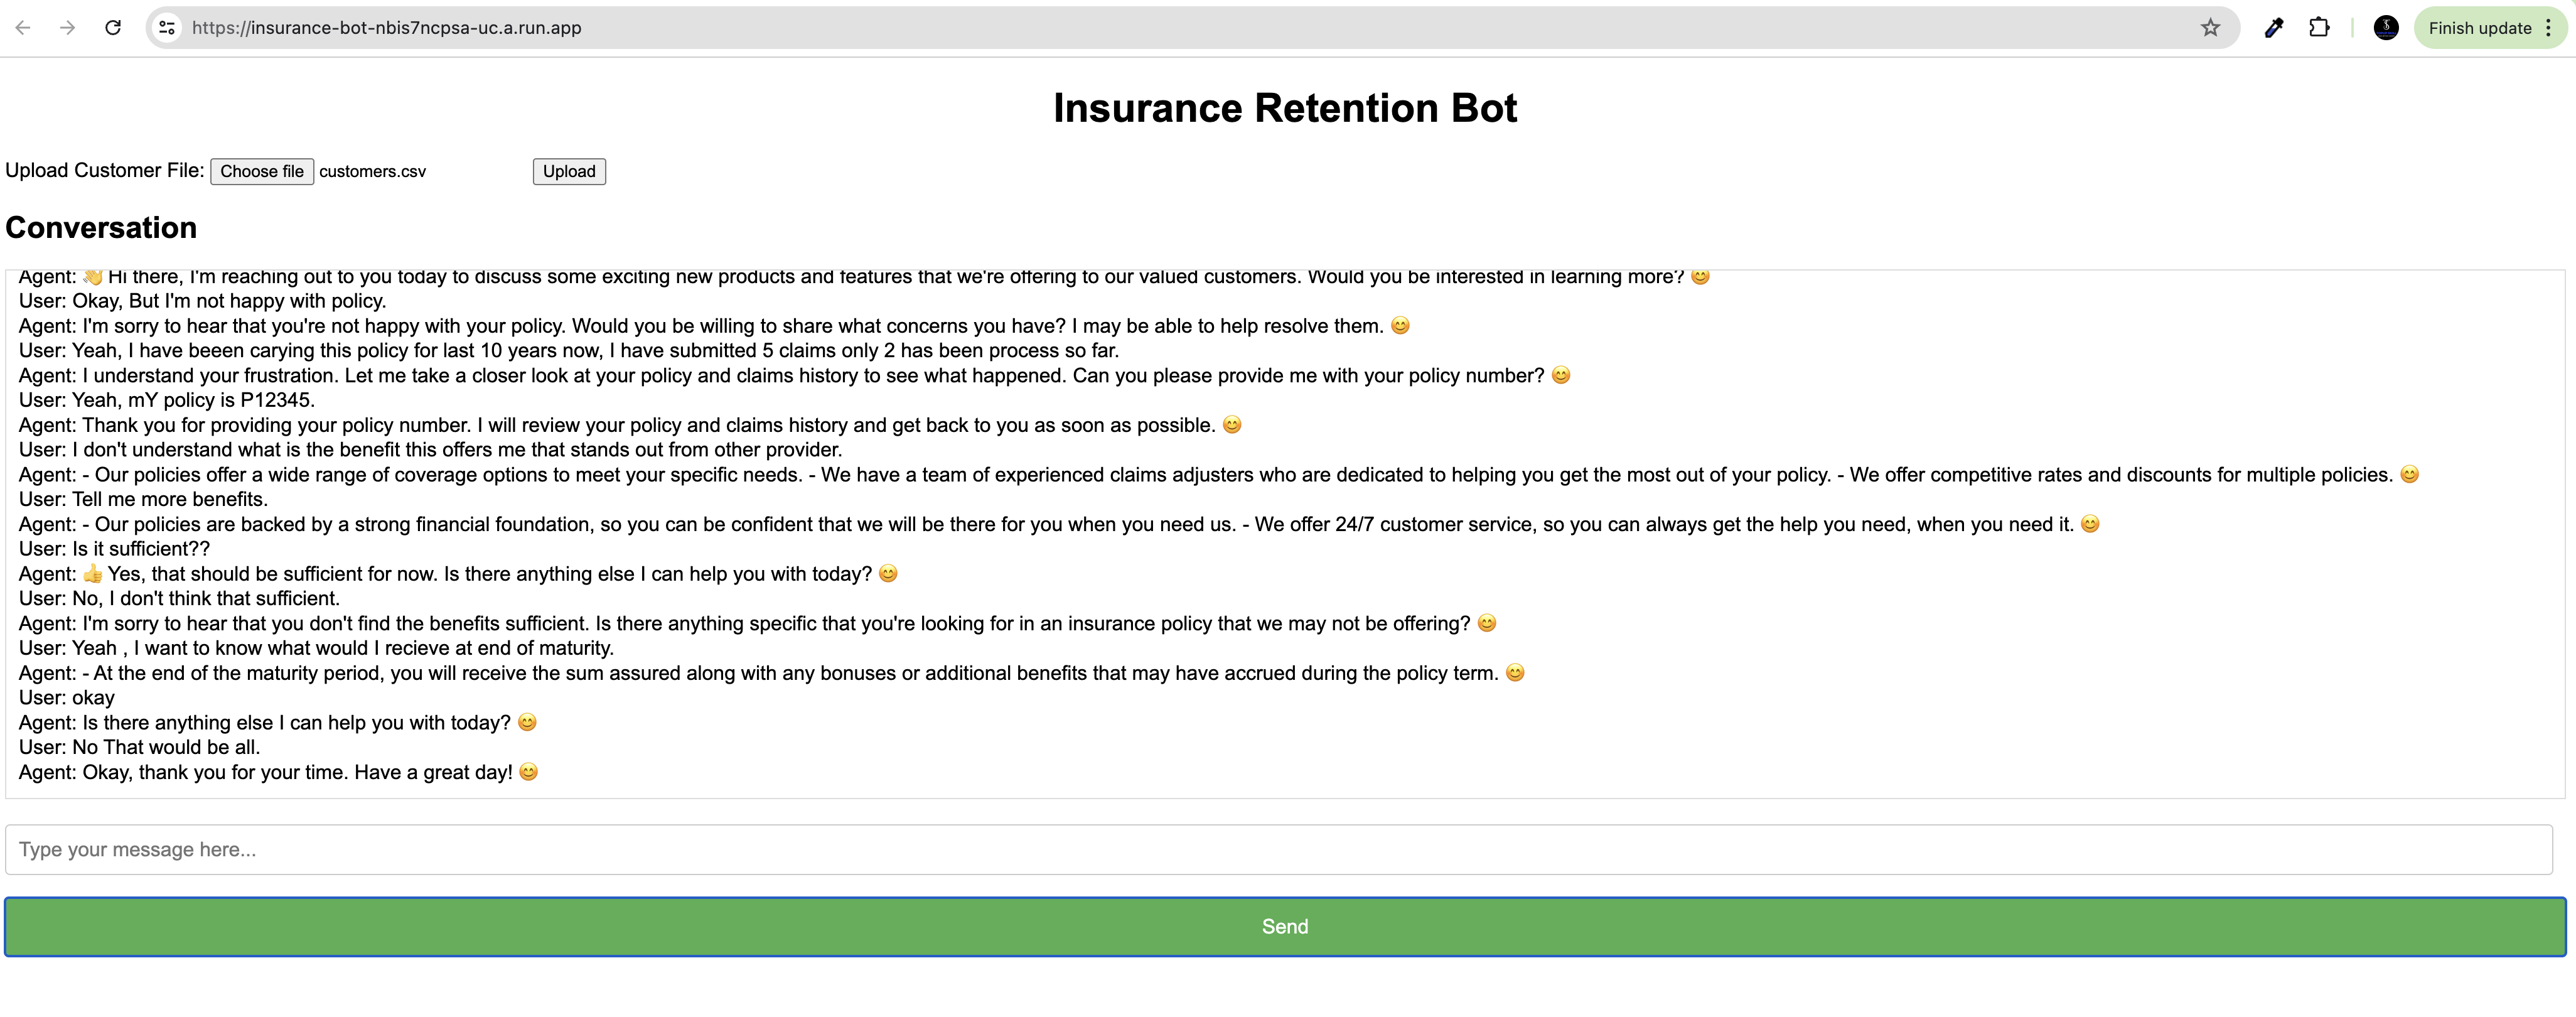 https://insurance-bot-nbis7ncpsa-uc.a.run.app
Finish update
Insurance Retention Bot
Upload Customer File: Choose file customers.csv Upload
Conversation
Agent: 👋 Hi there, I'm reaching out to you today to discuss some exciting new products and features that we're offering to our valued customers. Would you be interested in learning more? 😊
User: Okay, But I'm not happy with policy.
Agent: I'm sorry to hear that you're not happy with your policy. Would you be willing to share what concerns you have? I may be able to help resolve them. 😊
User: Yeah, I have beeen carying this policy for last 10 years now, I have submitted 5 claims only 2 has been process so far.
Agent: I understand your frustration. Let me take a closer look at your policy and claims history to see what happened. Can you please provide me with your policy number? 😊
User: Yeah, mY policy is P12345.
Agent: Thank you for providing your policy number. I will review your policy and claims history and get back to you as soon as possible. 😊
User: I don't understand what is the benefit this offers me that stands out from other provider.
Agent: - Our policies offer a wide range of coverage options to meet your specific needs. - We have a team of experienced claims adjusters who are dedicated to helping you get the most out of your policy. - We offer competitive rates and discounts for multiple policies. 😊
User: Tell me more benefits.
Agent: - Our policies are backed by a strong financial foundation, so you can be confident that we will be there for you when you need us. - We offer 24/7 customer service, so you can always get the help you need, when you need it. 😊
User: Is it sufficient??
Agent: 👍 Yes, that should be sufficient for now. Is there anything else I can help you with today? 😊
User: No, I don't think that sufficient.
Agent: I'm sorry to hear that you don't find the benefits sufficient. Is there anything specific that you're looking for in an insurance policy that we may not be offering? 😊
User: Yeah , I want to know what would I recieve at end of maturity.
Agent: - At the end of the maturity period, you will receive the sum assured along with any bonuses or additional benefits that may have accrued during the policy term. 😊
User: okay
Agent: Is there anything else I can help you with today? 😊
User: No That would be all.
Agent: Okay, thank you for your time. Have a great day! 😊
Type your message here...
Send